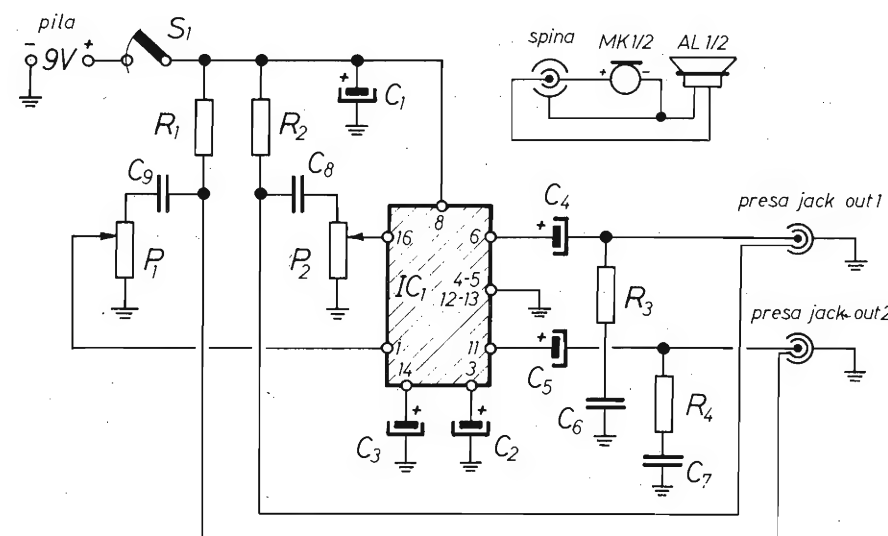 pila
- 9V +
S1
spina
MK1/2
AL1/2
+ -
+ C1
R1
R2
C9
C8
P1
P2
8
16
6
IC1
4-5
12-13
1
11
14
3
C4
+
presa jack out1
R3
presa jack out2
+
C5
C6
R4
C7
+
C3
+
C2